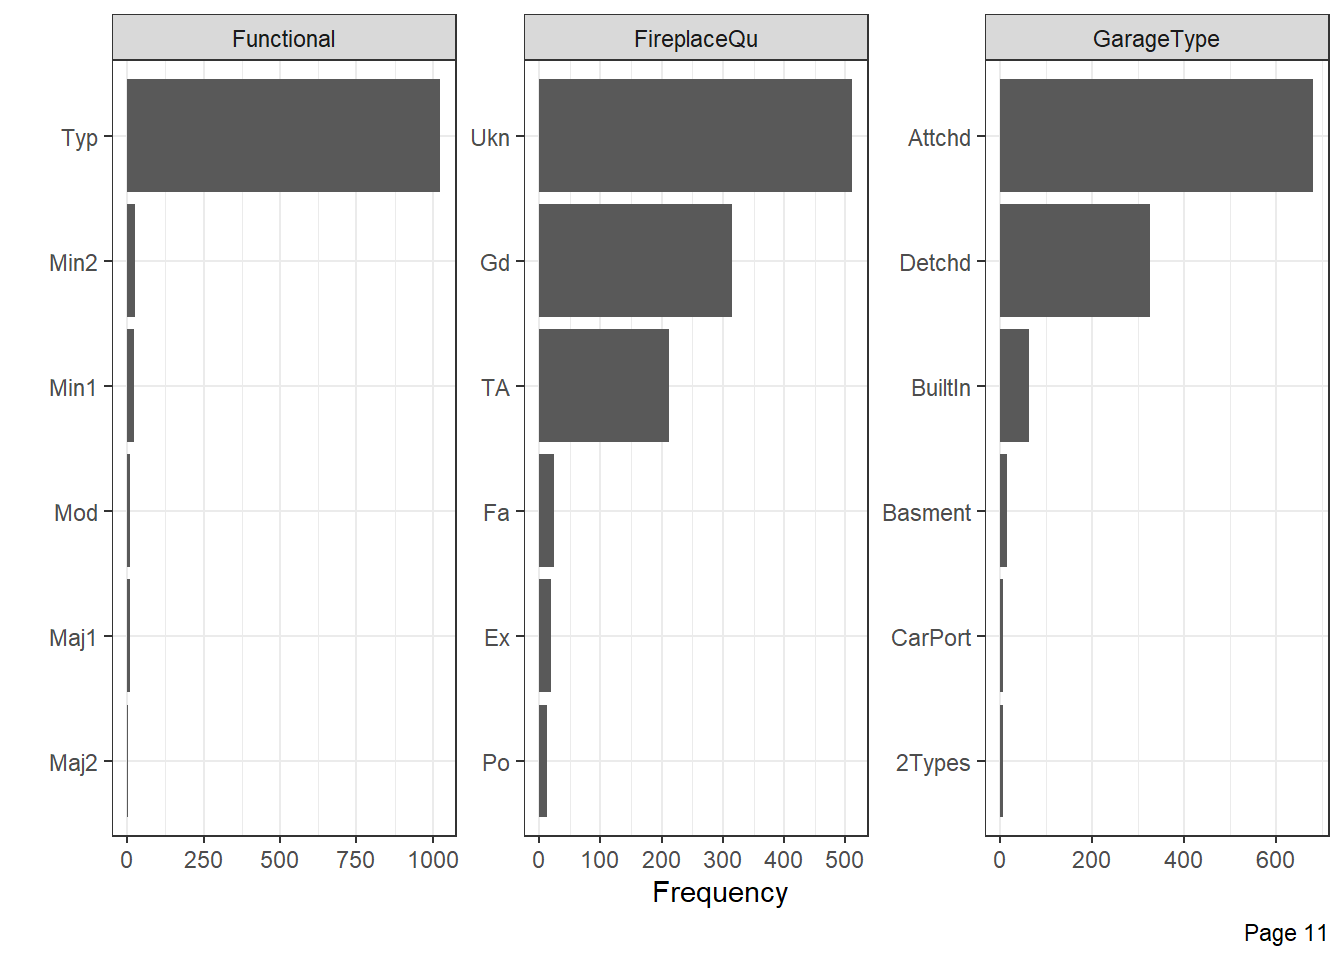 Functional
FireplaceQu
GarageType
Typ
Min2
Min1
Mod
Maj1
Maj2
0 250 500 750 1000
Ukn
Gd
TA
Fa
Ex
Po
0 100 200 300 400 500
Attchd
Detchd
BuiltIn
Basment
CarPort
2Types
0 200 400 600
Frequency
Page 11